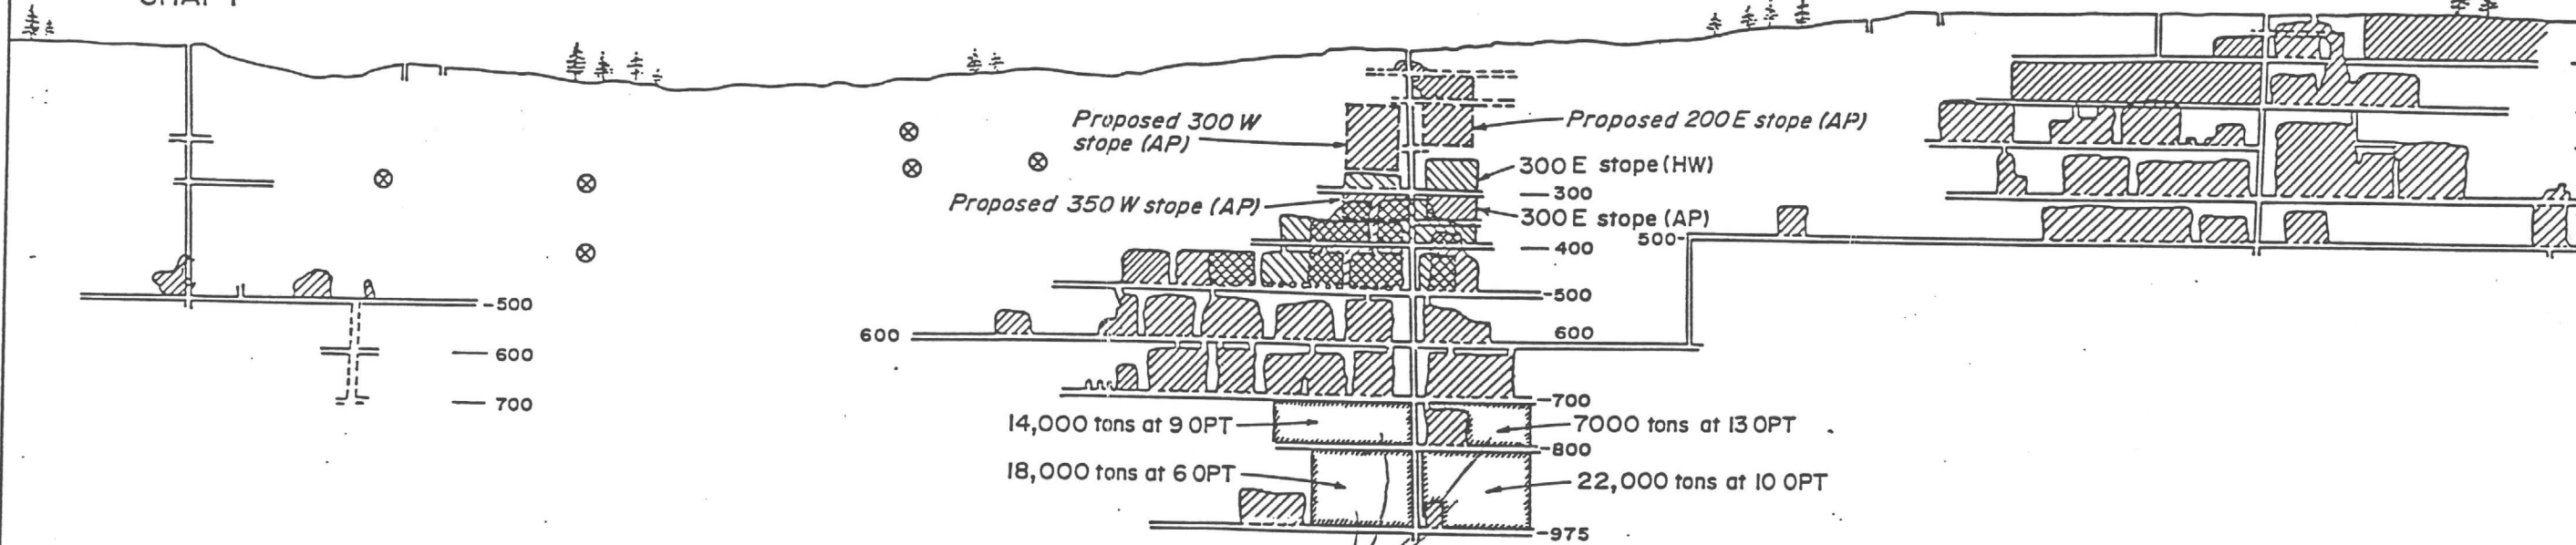 SHAFT
Proposed 300 W
stope (AP)
Proposed 200 E stope (AP)
300 E stope (HW)
300
Proposed 350 W stope (AP)
300 E stope (AP)
400
500-
-500
-500
600
600
600
700
-700
14,000 tons at 9 OPT
7000 tons at 13 OPT
-800
18,000 tons at 6 OPT
22,000 tons at 10 OPT
-975